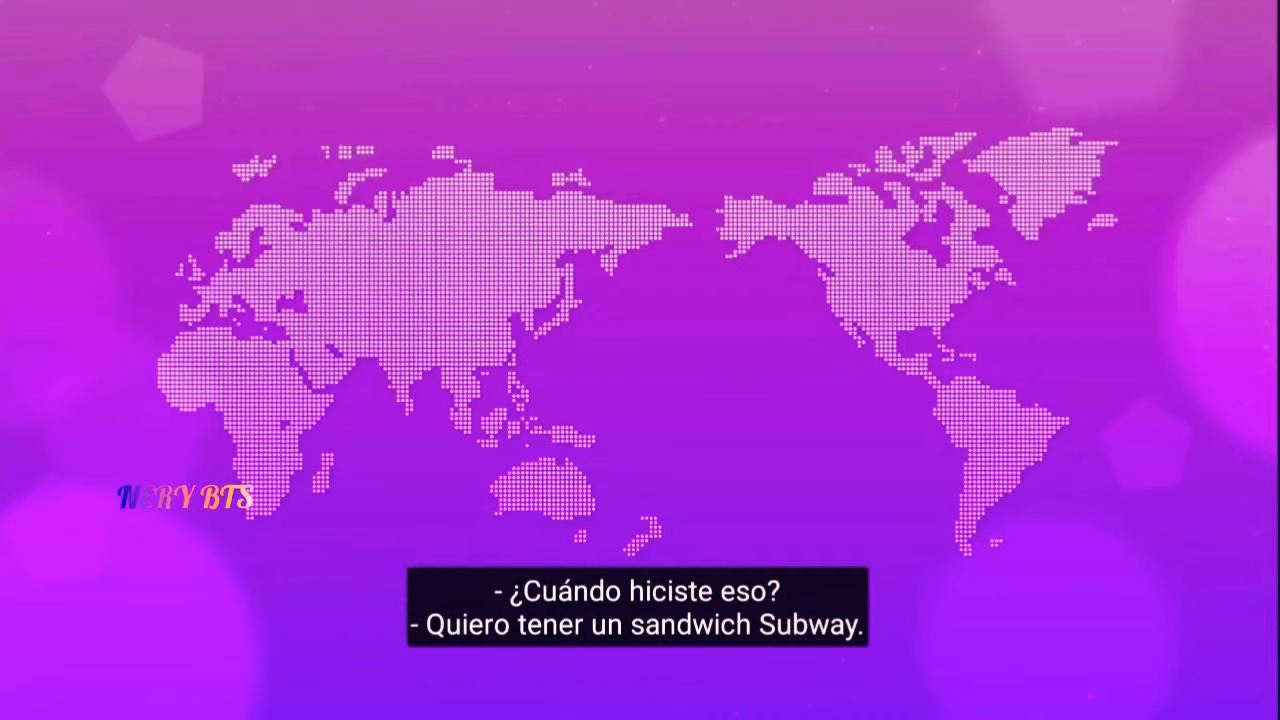 NERY BTS
- ¿Cuándo hiciste eso?
- Quiero tener un sandwich Subway.